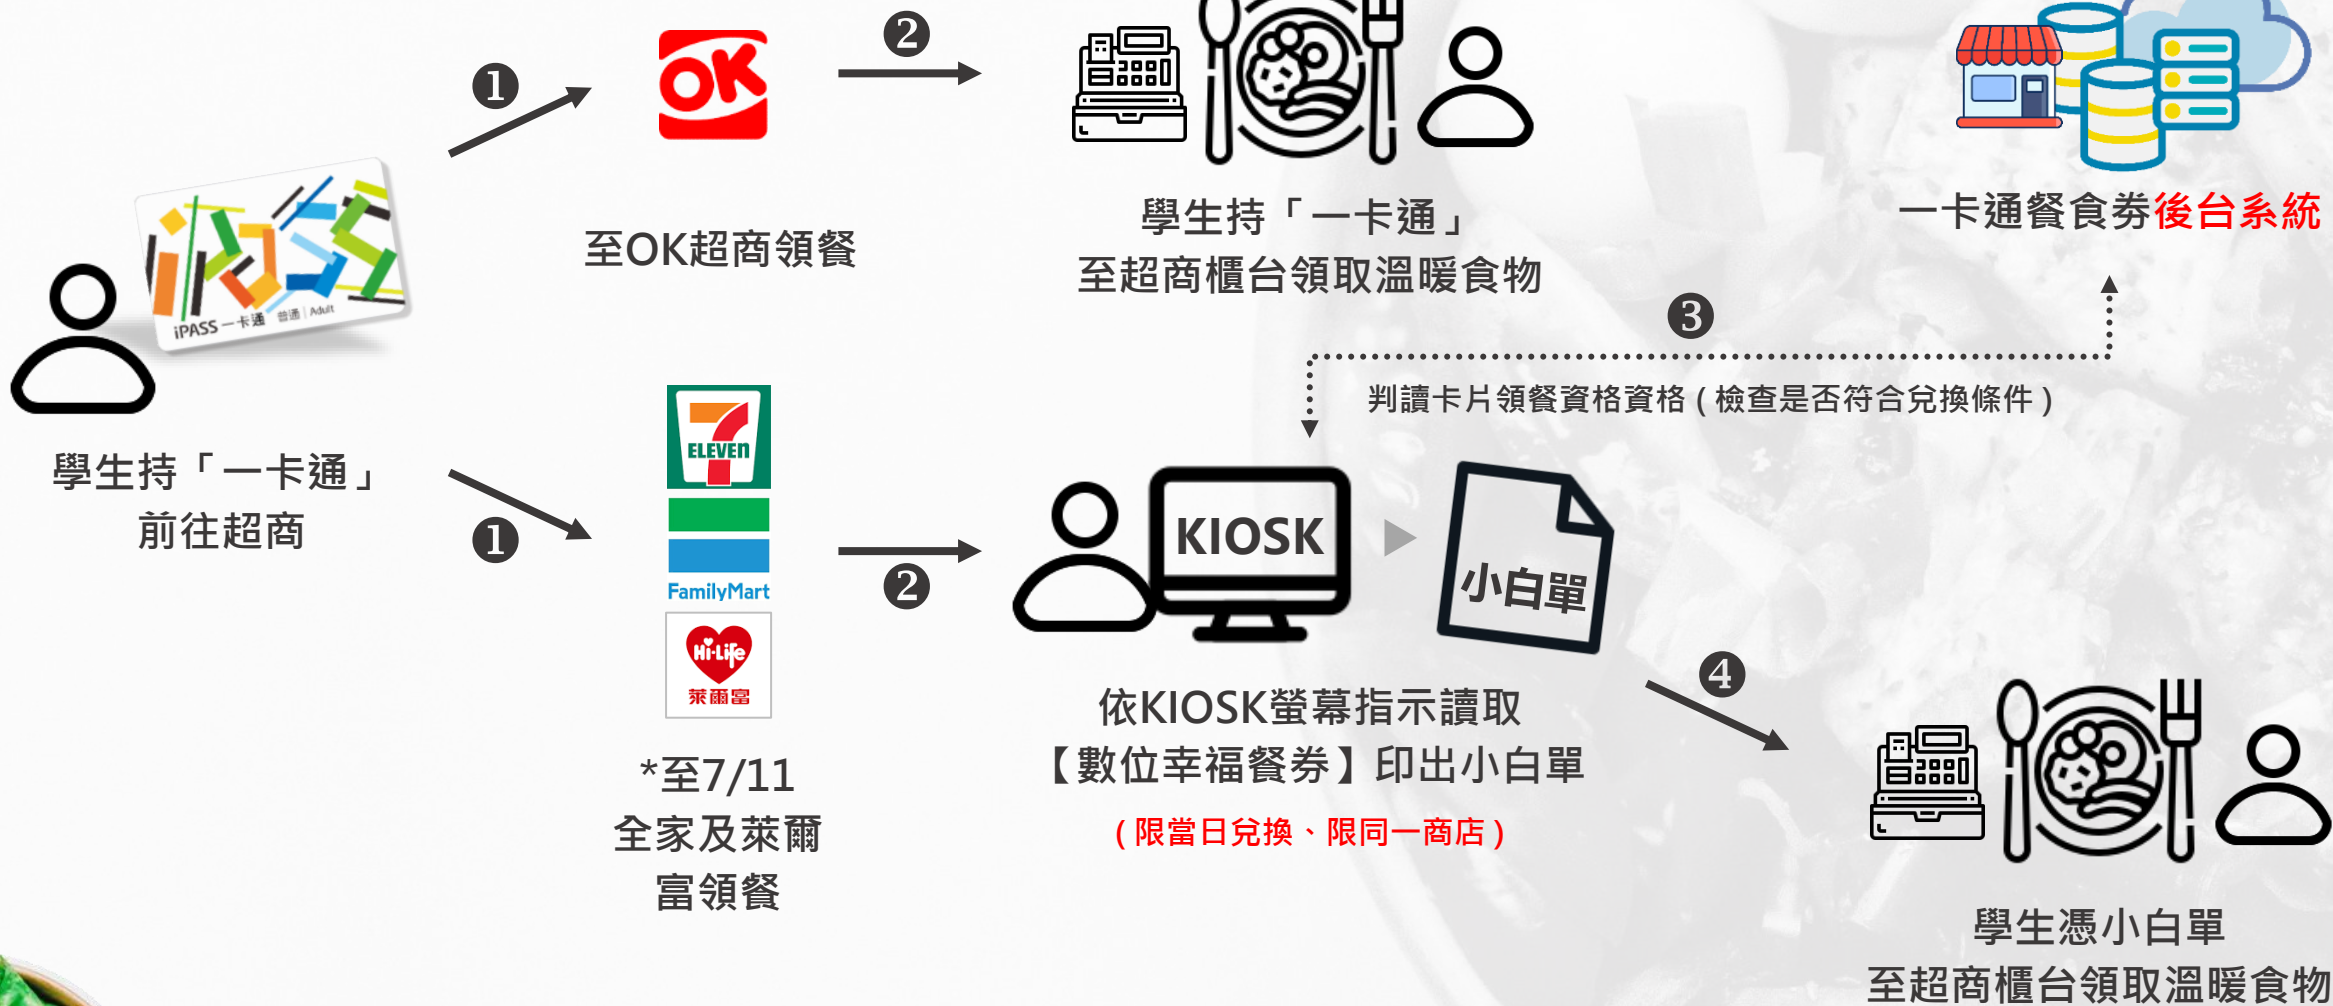 ❶
OK
❷
至OK超商領餐
學生持「一卡通」
至超商櫃台領取溫暖食物
一卡通餐食券後台系統
iPASS
iPASS 一卡通 普通|Adult
學生持「一卡通」
前往超商
❶
7
ELEVEn
FamilyMart
Hi-Life
萊爾富
*至7/11
全家及萊爾
富領餐
❷
❸
判讀卡片領餐資格資格(檢查是否符合兌換條件)
KIOSK
小白單
依KIOSK螢幕指示讀取
【數位幸福餐券】印出小白單
(限當日兌換、限同一商店)
❹
學生憑小白單
至超商櫃台領取溫暖食物